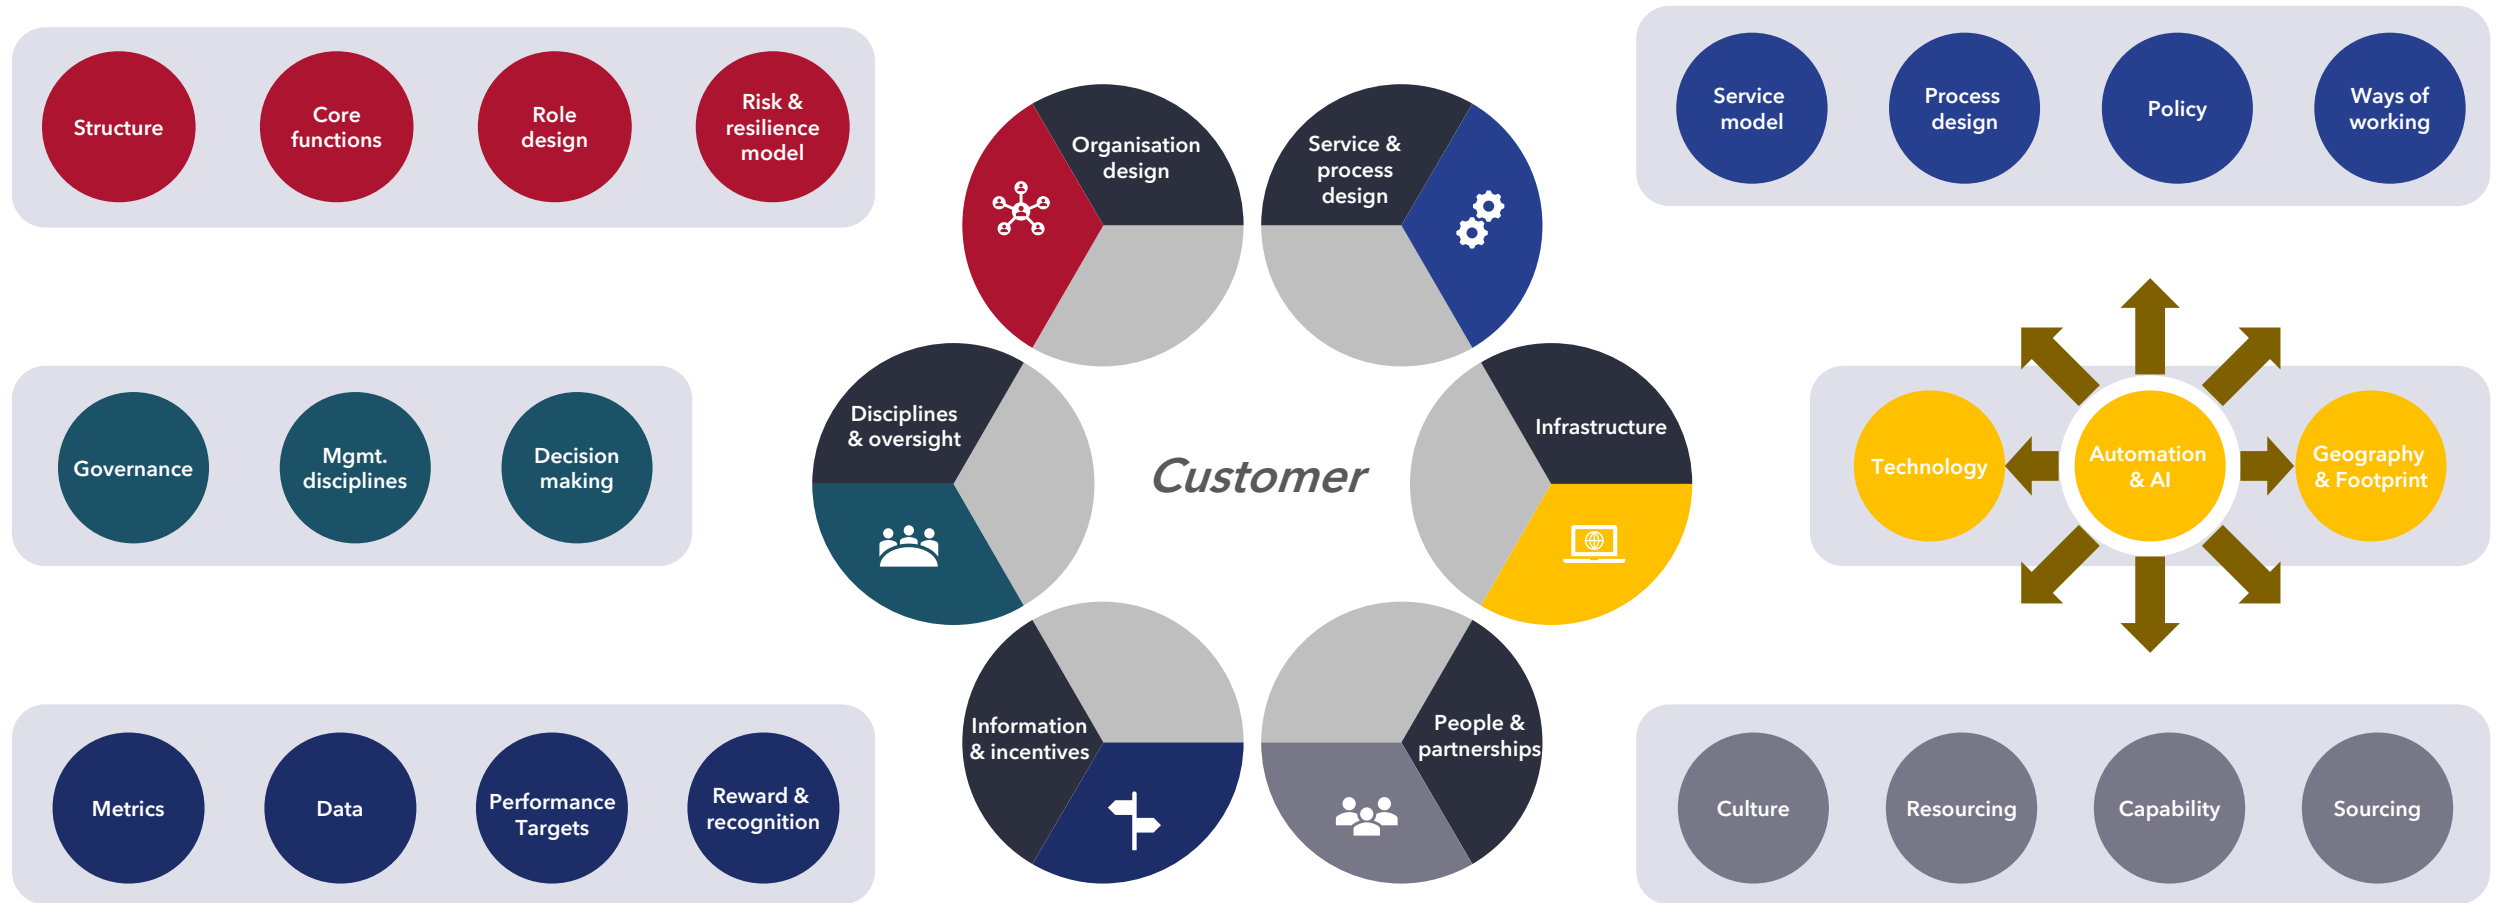 Structure
Core
functions
Role
design
Risk &
resilience
model
Organisation
design
Service &
process
design
Service
model
Process
design
Policy
Ways of
working
Governance
Mgmt.
disciplines
Decision
making
Disciplines
& oversight
Customer
Infrastructure
Technology
Automation
& AI
Geography
& Footprint
Metrics
Data
Performance
Targets
Reward &
recognition
Information
& incentives
People &
partnerships
Culture
Resourcing
Capability
Sourcing